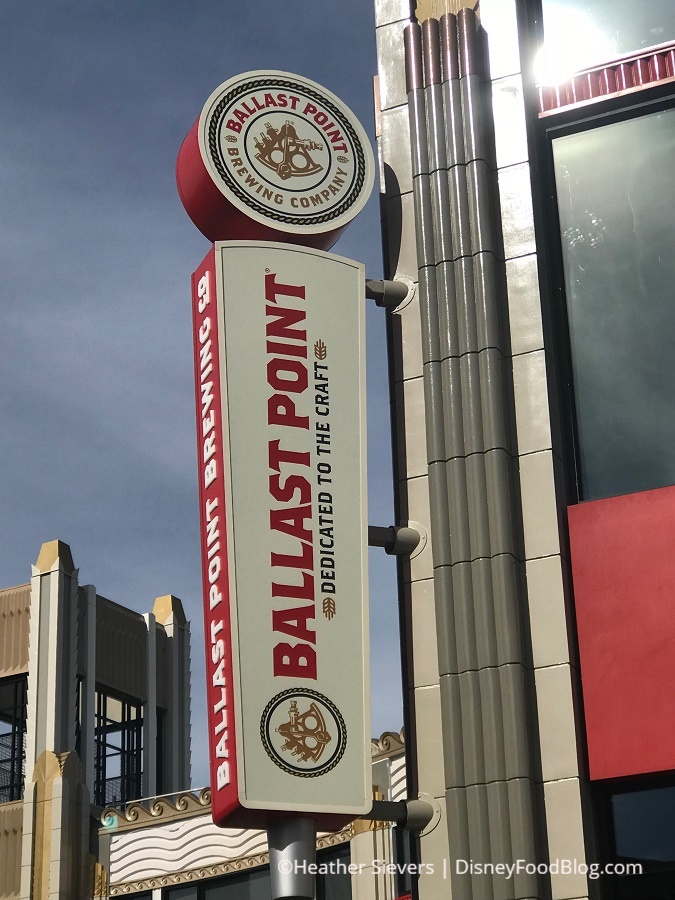 BALLAST POINT
BREWING COMPANY
BALLAST POINT BREWING CO
BALLAST POINT®
DEDICATED TO THE CRAFT
©Heather Sievers | DisneyFoodBlog.com